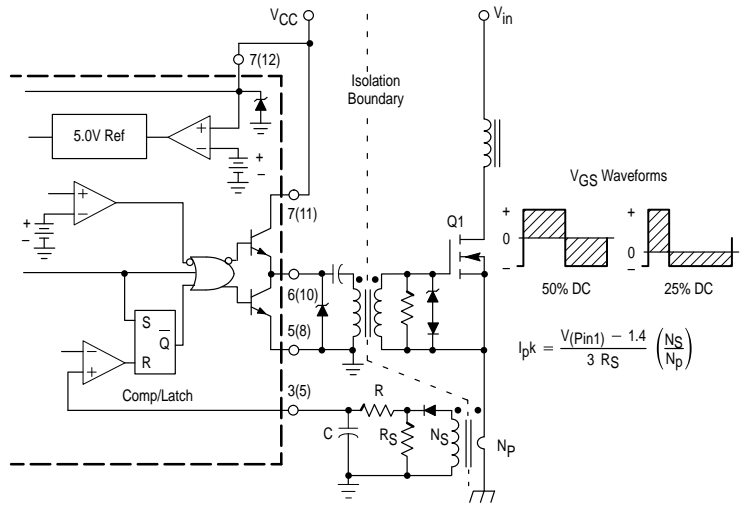 VCC
Vin
7(12)
Isolation
Boundary
5.0V Ref
+
–
+
–
VGS Waveforms
+
–
+
–
7(11)
Q1
+
0
–
+
0
–
50% DC
25% DC
6(10)
5(8)
S
Q
R
–
+
Comp/Latch
Ipk = V(Pin1) – 1.4 / 3 RS (NS/Np)
3(5)
R
C
RS
NS
NP